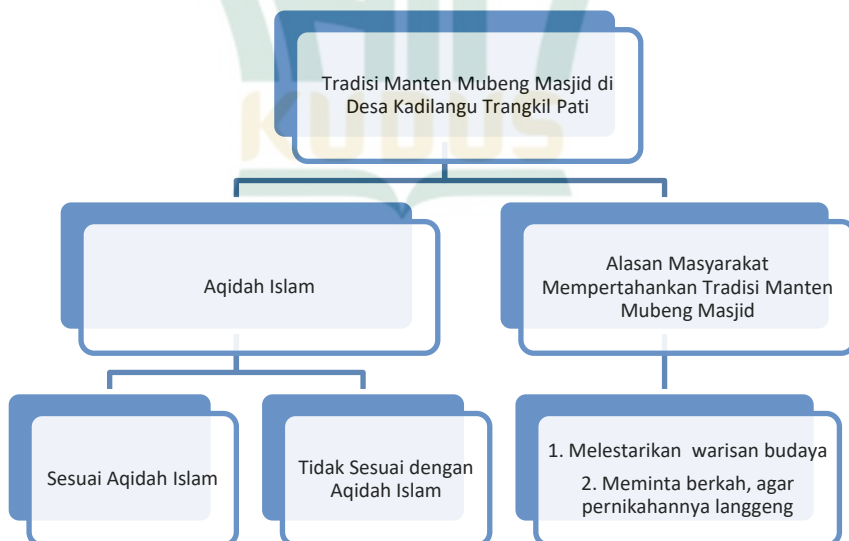 Tradisi Manten Mubeng Masjid di
Desa Kadilangu Trangkil Pati
KUDUS
Aqidah Islam
Alasan Masyarakat
Mempertahankan Tradisi Manten
Mubeng Masjid
Sesuai Aqidah Islam
Tidak Sesuai dengan
Aqidah Islam
1. Melestarikan warisan budaya
2. Meminta berkah, agar
pernikahannya langgeng